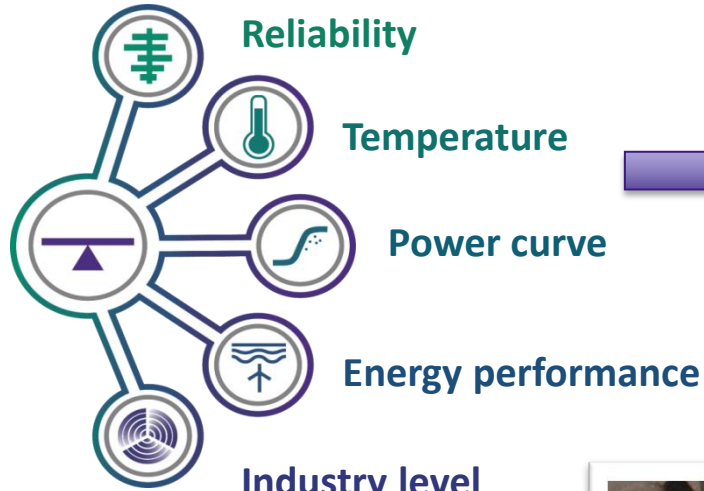 Reliability
Temperature
Power curve
Energy performance
Industry level